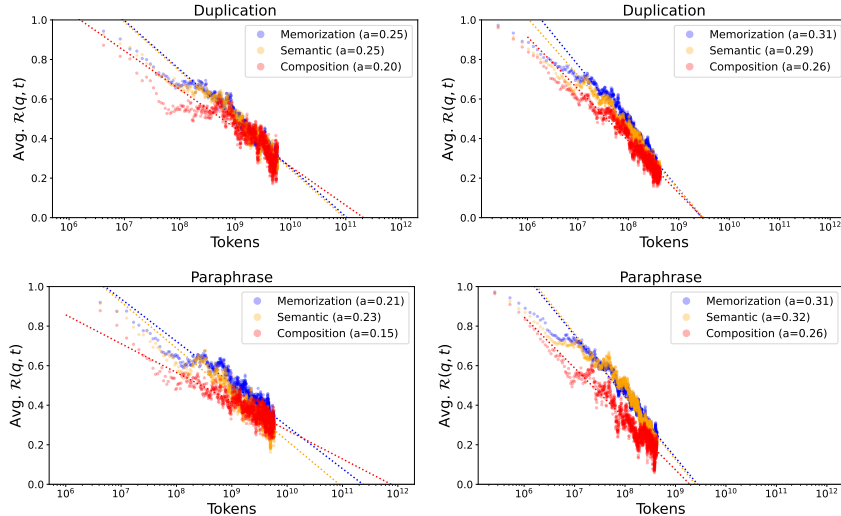 Duplication
Memorization (a=0.25)
Semantic (a=0.25)
Composition (a=0.20)
Avg. R(q, t)
1.0
0.8
0.6
0.4
0.2
0.0
10⁶ 10⁷ 10⁸ 10⁹ 10¹⁰ 10¹¹ 10¹²
Tokens
Duplication
Memorization (a=0.31)
Semantic (a=0.29)
Composition (a=0.26)
Avg. R(q, t)
1.0
0.8
0.6
0.4
0.2
0.0
10⁶ 10⁷ 10⁸ 10⁹ 10¹⁰ 10¹¹ 10¹²
Tokens
Paraphrase
Memorization (a=0.21)
Semantic (a=0.23)
Composition (a=0.15)
Avg. R(q, t)
1.0
0.8
0.6
0.4
0.2
0.0
10⁶ 10⁷ 10⁸ 10⁹ 10¹⁰ 10¹¹ 10¹²
Tokens
Paraphrase
Memorization (a=0.31)
Semantic (a=0.32)
Composition (a=0.26)
Avg. R(q, t)
1.0
0.8
0.6
0.4
0.2
0.0
10⁶ 10⁷ 10⁸ 10⁹ 10¹⁰ 10¹¹ 10¹²
Tokens